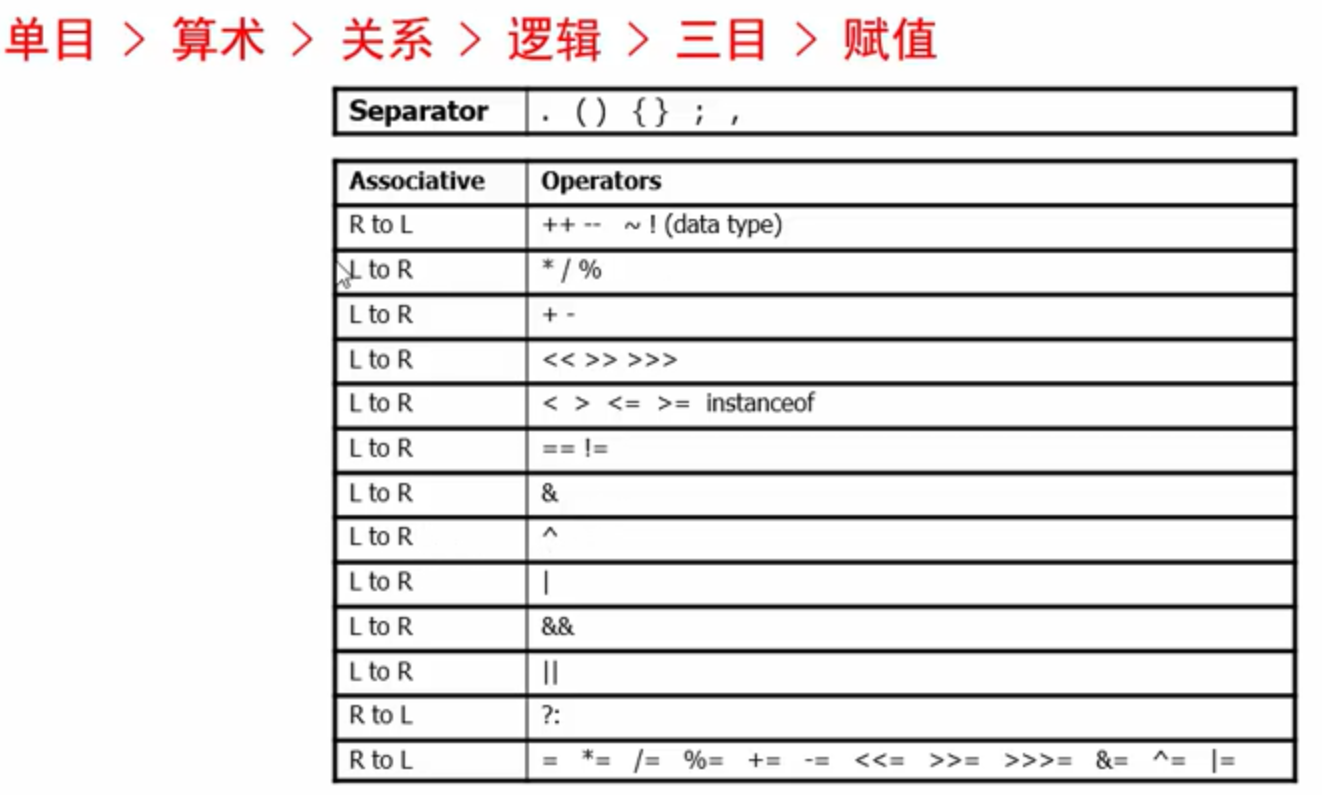 单目 > 算术 > 关系 > 逻辑 > 三目 > 赋值
Separator . () {} ; ,
Associative Operators
R to L ++ -- ~ ! (data type)
L to R * / %
L to R + -
L to R << >> >>>
L to R < > <= >= instanceof
L to R == !=
L to R &
L to R ^
L to R |
L to R &&
L to R ||
R to L ?:
R to L = *= /= %= += -= <<= >>= >>>= &= ^= |=